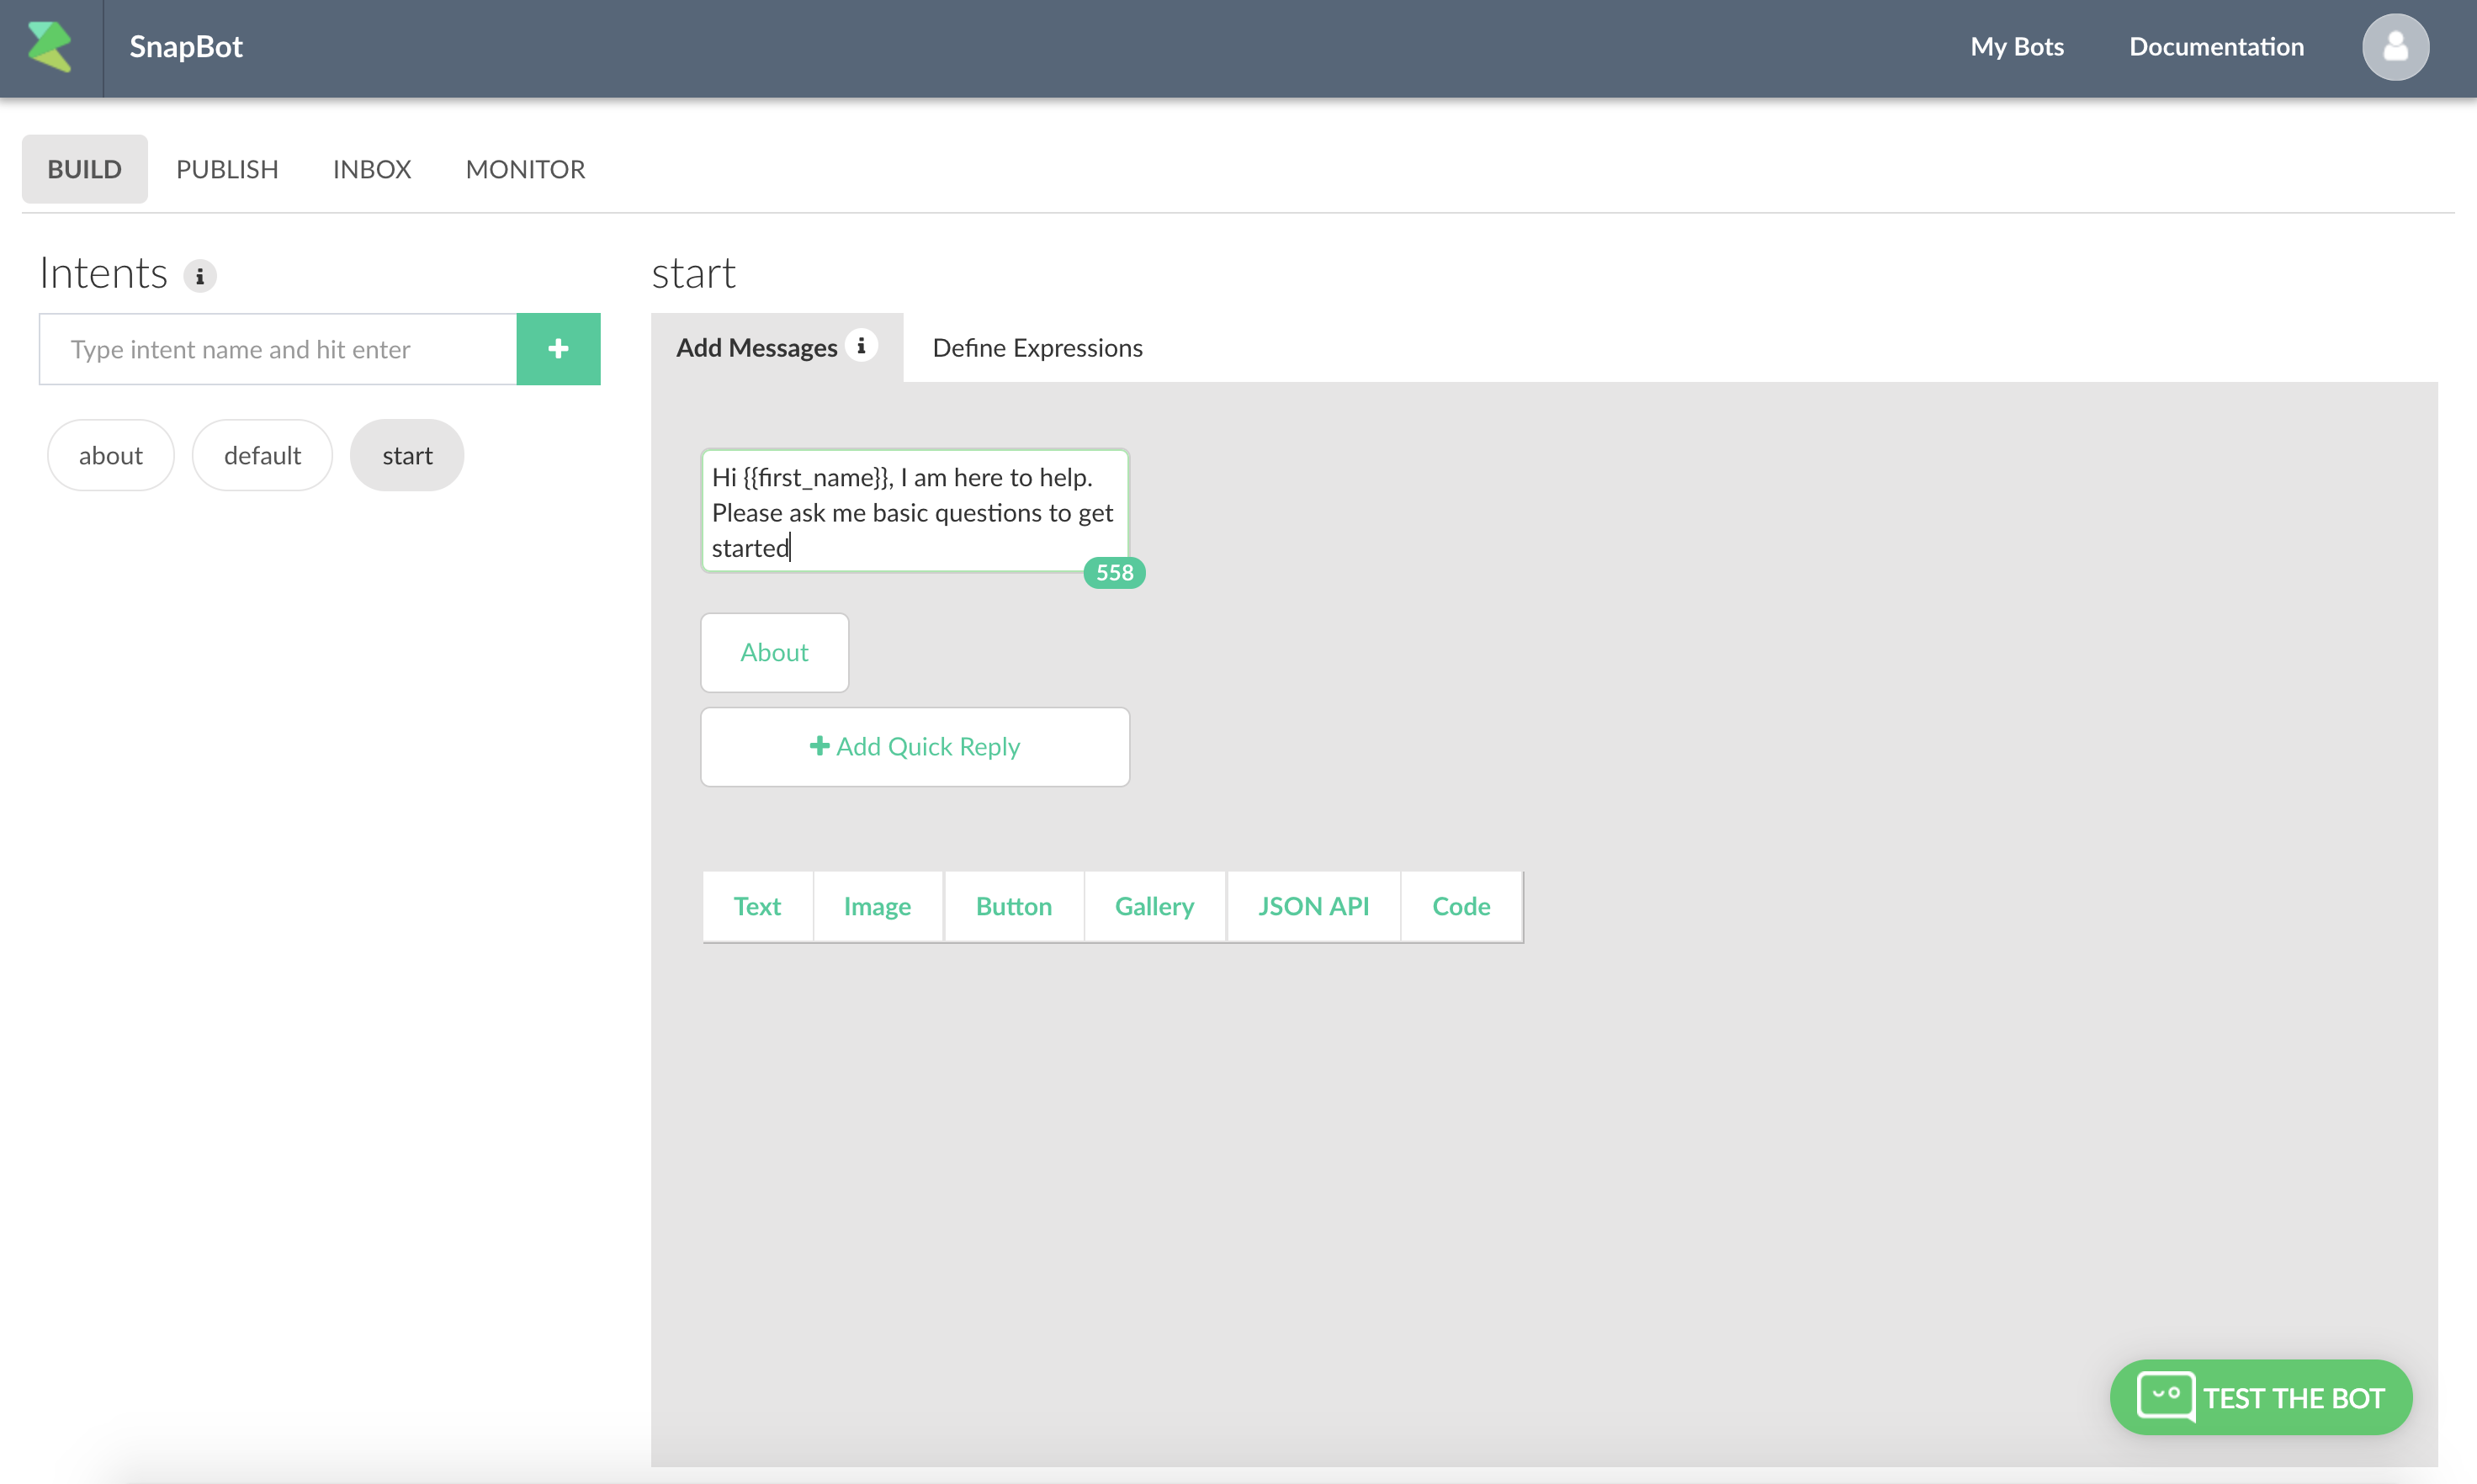 SnapBot
My Bots
Documentation
BUILD
PUBLISH
INBOX
MONITOR
Intents
Type intent name and hit enter
about
default
start
start
Add Messages
Define Expressions
Hi {{first_name}}, I am here to help.
Please ask me basic questions to get
started
558
About
Add Quick Reply
Text
Image
Button
Gallery
JSON API
Code
TEST THE BOT